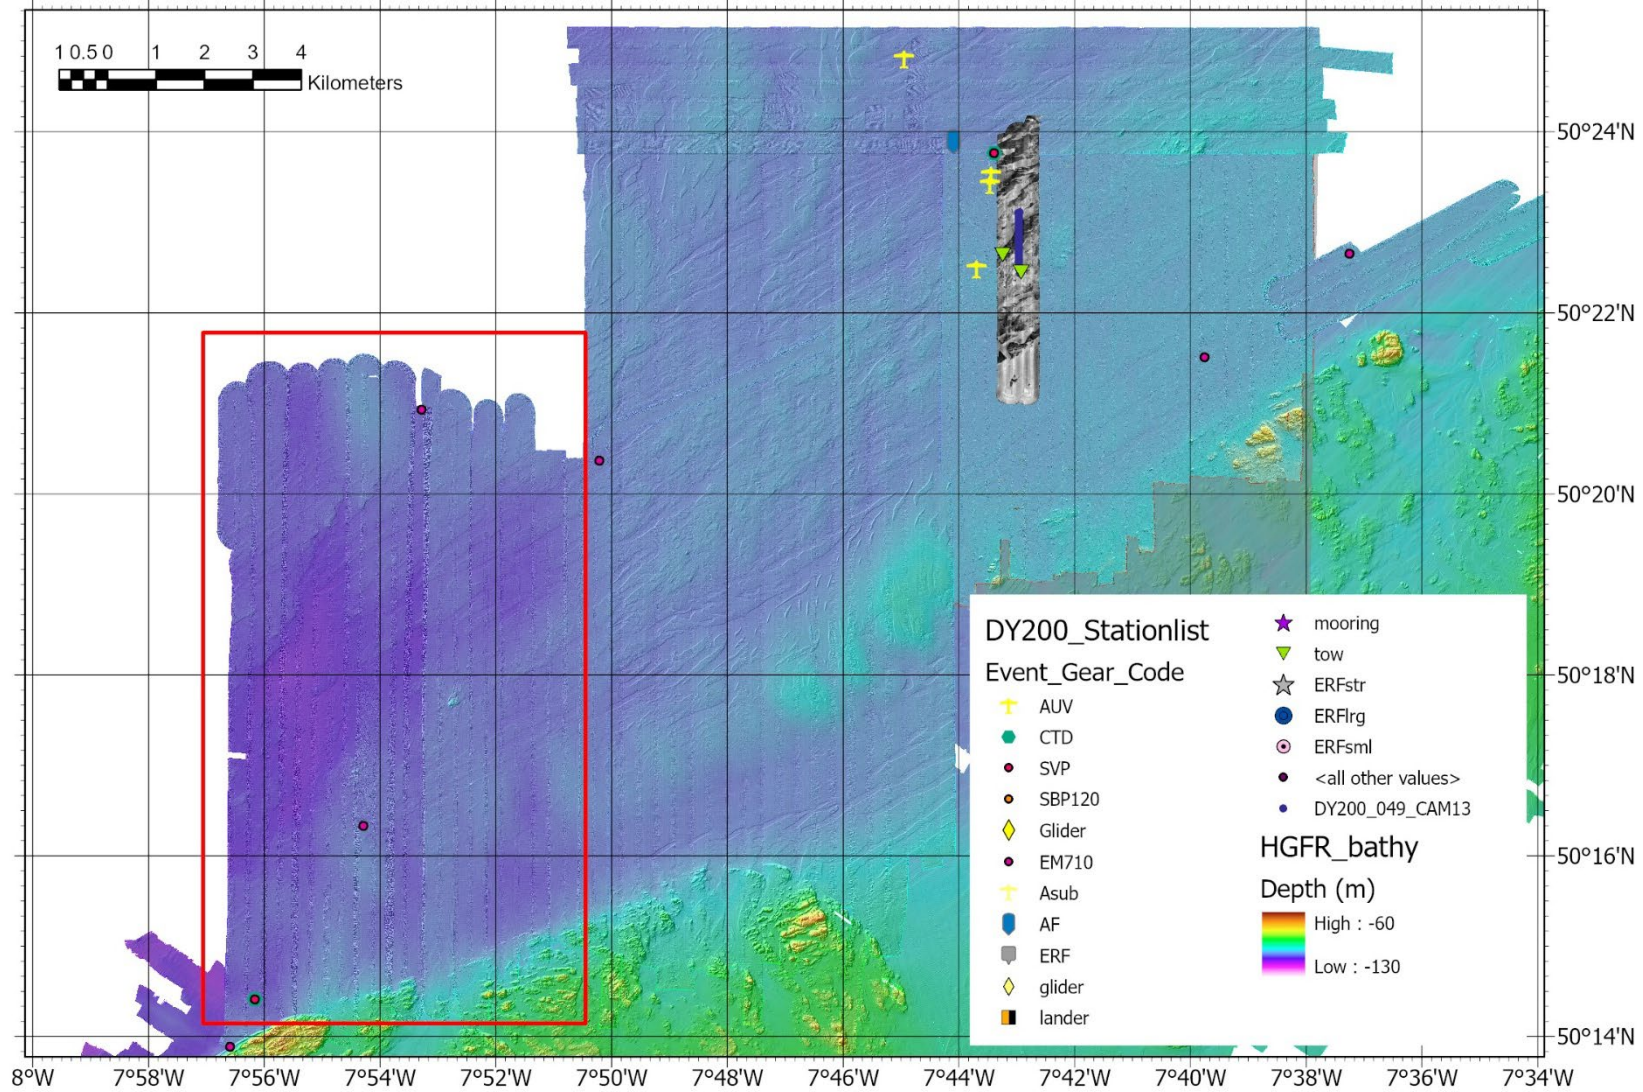 1 0.5 0 1 2 3 4
Kilometers
50°24'N
50°22'N
50°20'N
50°18'N
50°16'N
50°14'N
DY200_Stationlist
Event_Gear_Code
AUV
CTD
SVP
SBP120
Glider
EM710
Asub
AF
ERF
glider
lander
mooring
tow
ERFstr
ERFlrg
ERFsml
<all other values>
DY200_049_CAM13
HGFR_bathy
Depth (m)
High : -60
Low : -130
8°W 7°58'W 7°56'W 7°54'W 7°52'W 7°50'W 7°48'W 7°46'W 7°44'W 7°42'W 7°40'W 7°38'W 7°36'W 7°34'W